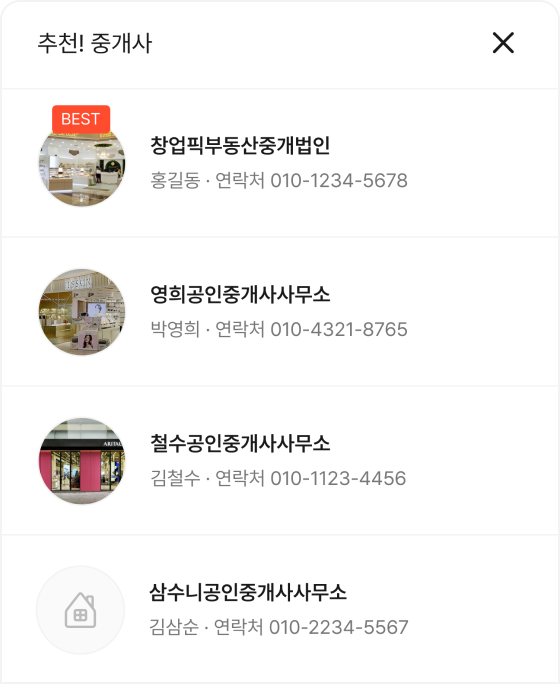 추천! 중개사
BEST
창업픽부동산중개법인
홍길동 · 연락처 010-1234-5678
영희공인중개사사무소
박영희 · 연락처 010-4321-8765
철수공인중개사사무소
김철수 · 연락처 010-1123-4456
삼수니공인중개사사무소
김삼순 · 연락처 010-2234-5567